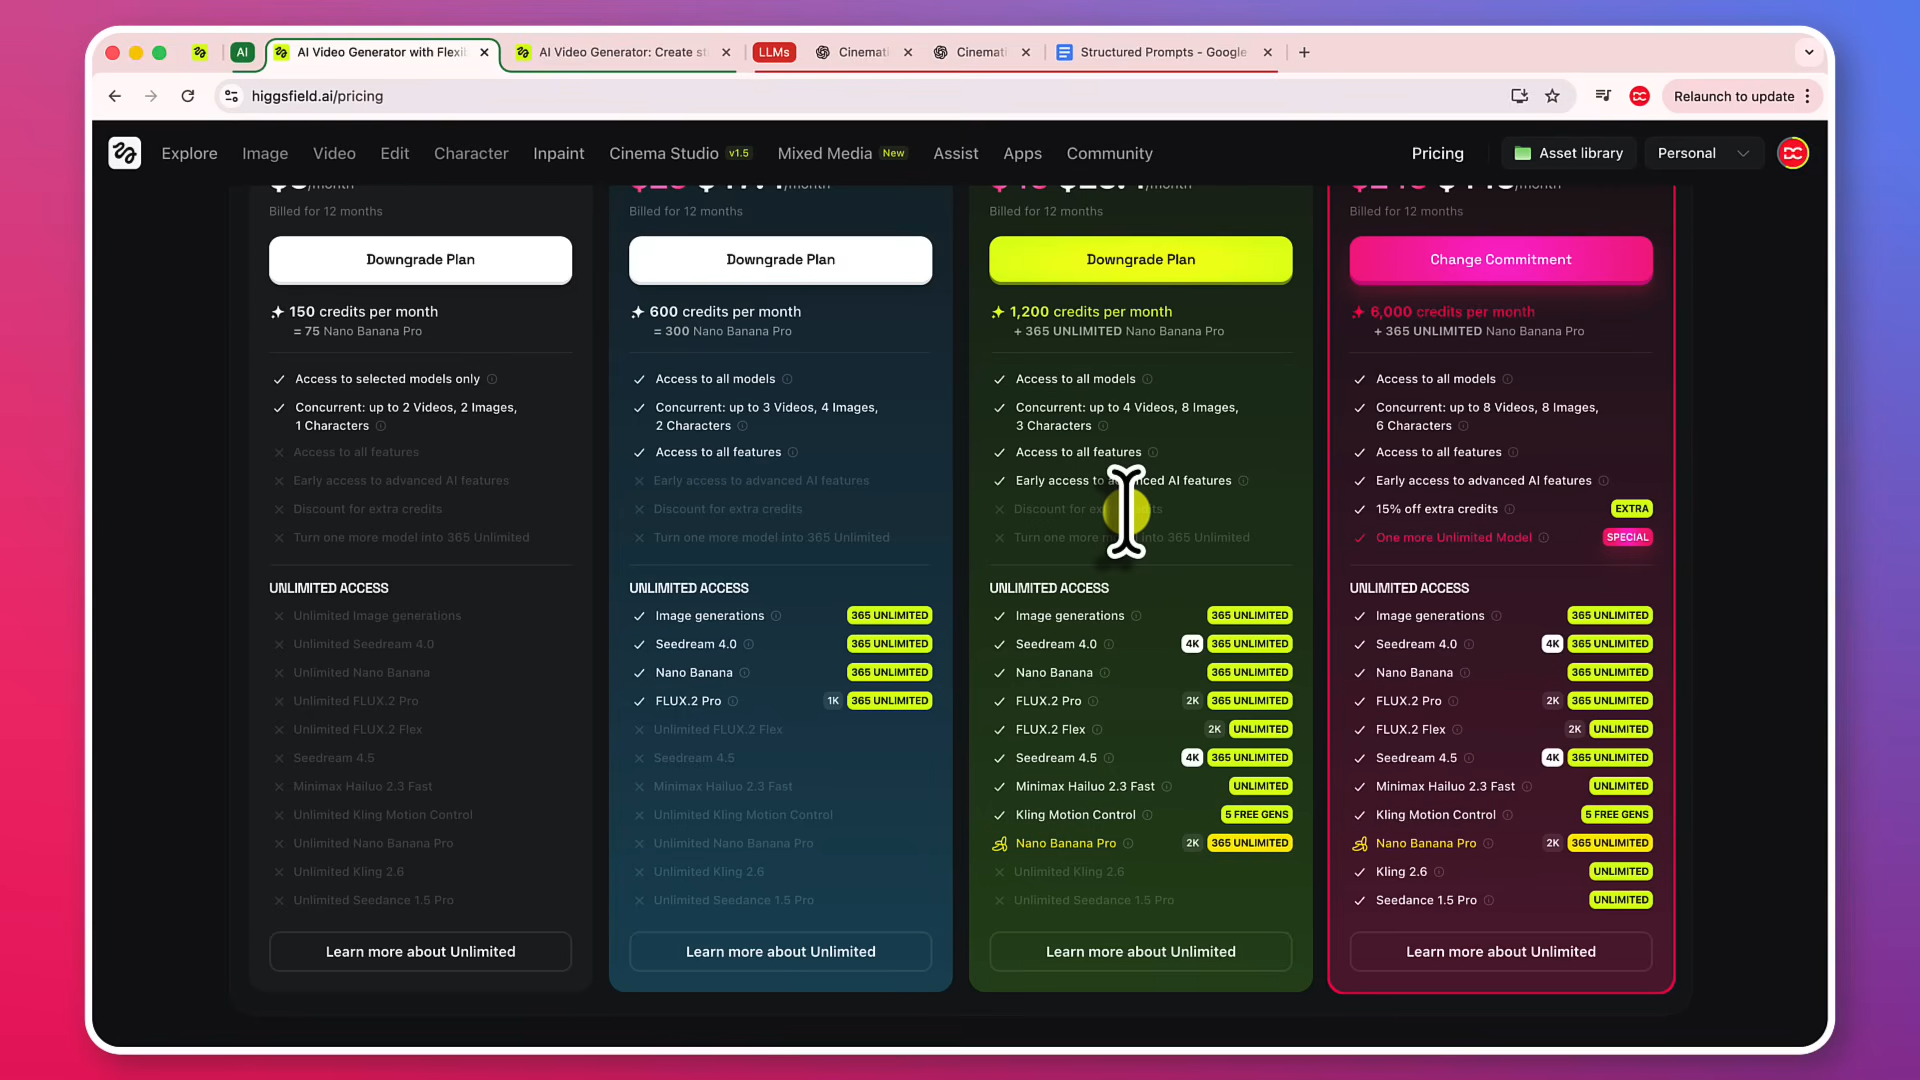 AI
AI Video Generator with Flexib
AI Video Generator: Create st
LLMs
Cinemati
Cinemati
Structured Prompts - Google
higgsfield.ai/pricing
Relaunch to update
Explore
Image
Video
Edit
Character
Inpaint
Cinema Studio v1.5
Mixed Media New
Assist
Apps
Community
Pricing
Asset library
Personal
DC
/month
Billed for 12 months
Downgrade Plan
150 credits per month
= 75 Nano Banana Pro
Access to selected models only
Concurrent: up to 2 Videos, 2 Images,
1 Characters
Access to all features
Early access to advanced AI features
Discount for extra credits
Turn one more model into 365 Unlimited
UNLIMITED ACCESS
Unlimited Image generations
Unlimited Seedream 4.0
Unlimited Nano Banana
Unlimited FLUX.2 Pro
Unlimited FLUX.2 Flex
Seedream 4.5
Minimax Hailuo 2.3 Fast
Unlimited Kling Motion Control
Unlimited Nano Banana Pro
Unlimited Kling 2.6
Unlimited Seedance 1.5 Pro
Learn more about Unlimited
/month
Billed for 12 months
Downgrade Plan
600 credits per month
= 300 Nano Banana Pro
Access to all models
Concurrent: up to 3 Videos, 4 Images,
2 Characters
Access to all features
Early access to advanced AI features
Discount for extra credits
Turn one more model into 365 Unlimited
UNLIMITED ACCESS
Image generations 365 UNLIMITED
Seedream 4.0 365 UNLIMITED
Nano Banana 365 UNLIMITED
FLUX.2 Pro 1K 365 UNLIMITED
Unlimited FLUX.2 Flex
Seedream 4.5
Minimax Hailuo 2.3 Fast
Unlimited Kling Motion Control
Unlimited Nano Banana Pro
Unlimited Kling 2.6
Unlimited Seedance 1.5 Pro
Learn more about Unlimited
/month
Billed for 12 months
Downgrade Plan
1,200 credits per month
+ 365 UNLIMITED Nano Banana Pro
Access to all models
Concurrent: up to 4 Videos, 8 Images,
3 Characters
Access to all features
Early access to advanced AI features
Discount for extra credits
Turn one more model into 365 Unlimited
UNLIMITED ACCESS
Image generations 365 UNLIMITED
Seedream 4.0 4K 365 UNLIMITED
Nano Banana 365 UNLIMITED
FLUX.2 Pro 2K 365 UNLIMITED
FLUX.2 Flex 2K UNLIMITED
Seedream 4.5 4K 365 UNLIMITED
Minimax Hailuo 2.3 Fast UNLIMITED
Kling Motion Control 5 FREE GENS
Nano Banana Pro 2K 365 UNLIMITED
Unlimited Kling 2.6
Unlimited Seedance 1.5 Pro
Learn more about Unlimited
/month
Billed for 12 months
Change Commitment
6,000 credits per month
+ 365 UNLIMITED Nano Banana Pro
Access to all models
Concurrent: up to 8 Videos, 8 Images,
6 Characters
Access to all features
Early access to advanced AI features
15% off extra credits EXTRA
One more Unlimited Model SPECIAL
UNLIMITED ACCESS
Image generations 365 UNLIMITED
Seedream 4.0 4K 365 UNLIMITED
Nano Banana 365 UNLIMITED
FLUX.2 Pro 2K 365 UNLIMITED
FLUX.2 Flex 2K UNLIMITED
Seedream 4.5 4K 365 UNLIMITED
Minimax Hailuo 2.3 Fast UNLIMITED
Kling Motion Control 5 FREE GENS
Nano Banana Pro 2K 365 UNLIMITED
Kling 2.6 UNLIMITED
Seedance 1.5 Pro UNLIMITED
Learn more about Unlimited